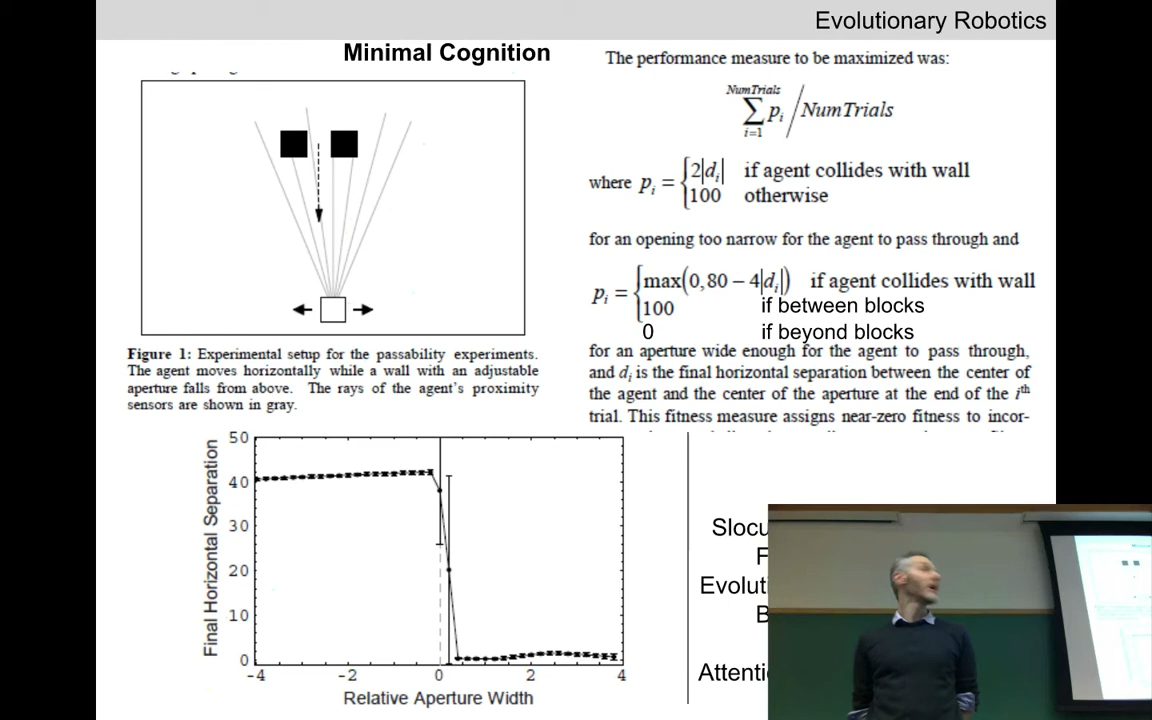 Evolutionary Robotics
Minimal Cognition
Figure 1: Experimental setup for the passability experiments.
The agent moves horizontally while a wall with an adjustable
aperture falls from above. The rays of the agent's proximity
sensors are shown in gray.
The performance measure to be maximized was:
NumTrials
∑ p_i / NumTrials
i=1
where p_i = { 2|d_i| if agent collides with wall
100 otherwise
for an opening too narrow for the agent to pass through and
p_i = { max(0, 80 – 4|d_i|) if agent collides with wall
100 if between blocks
0 if beyond blocks
for an aperture wide enough for the agent to pass through,
and d_i is the final horizontal separation between the center of
the agent and the center of the aperture at the end of the i^th
trial. This fitness measure assigns near-zero fitness to incor-
Final Horizontal Separation
50
40
30
20
10
0
-4 -2 0 2 4
Relative Aperture Width
Slocu
F
Evoluti
B
Attentic